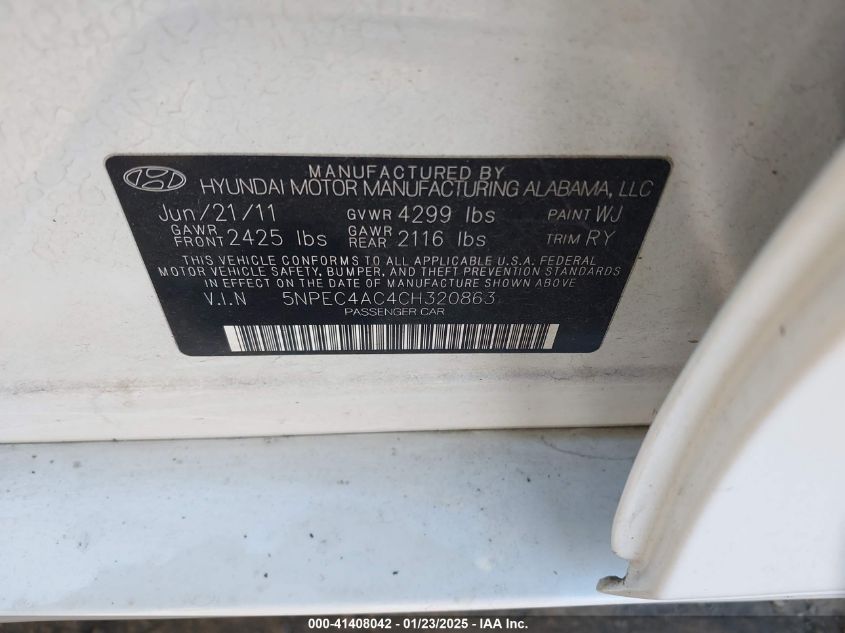 MANUFACTURED BY
HYUNDAI MOTOR MANUFACTURING ALABAMA, LLC
Jun/21/11 GVWR 4299 lbs PAINT WJ
GAWR FRONT 2425 lbs GAWR REAR 2116 lbs TRIM RY
THIS VEHICLE CONFORMS TO ALL APPLICABLE U.S.A. FEDERAL
MOTOR VEHICLE SAFETY, BUMPER, AND THEFT PREVENTION STANDARDS
IN EFFECT ON THE DATE OF MANUFACTURE SHOWN ABOVE.
V.I.N 5NPEC4AC4CH320863
PASSENGER CAR
000-41408042 - 01/23/2025 - IAA Inc.